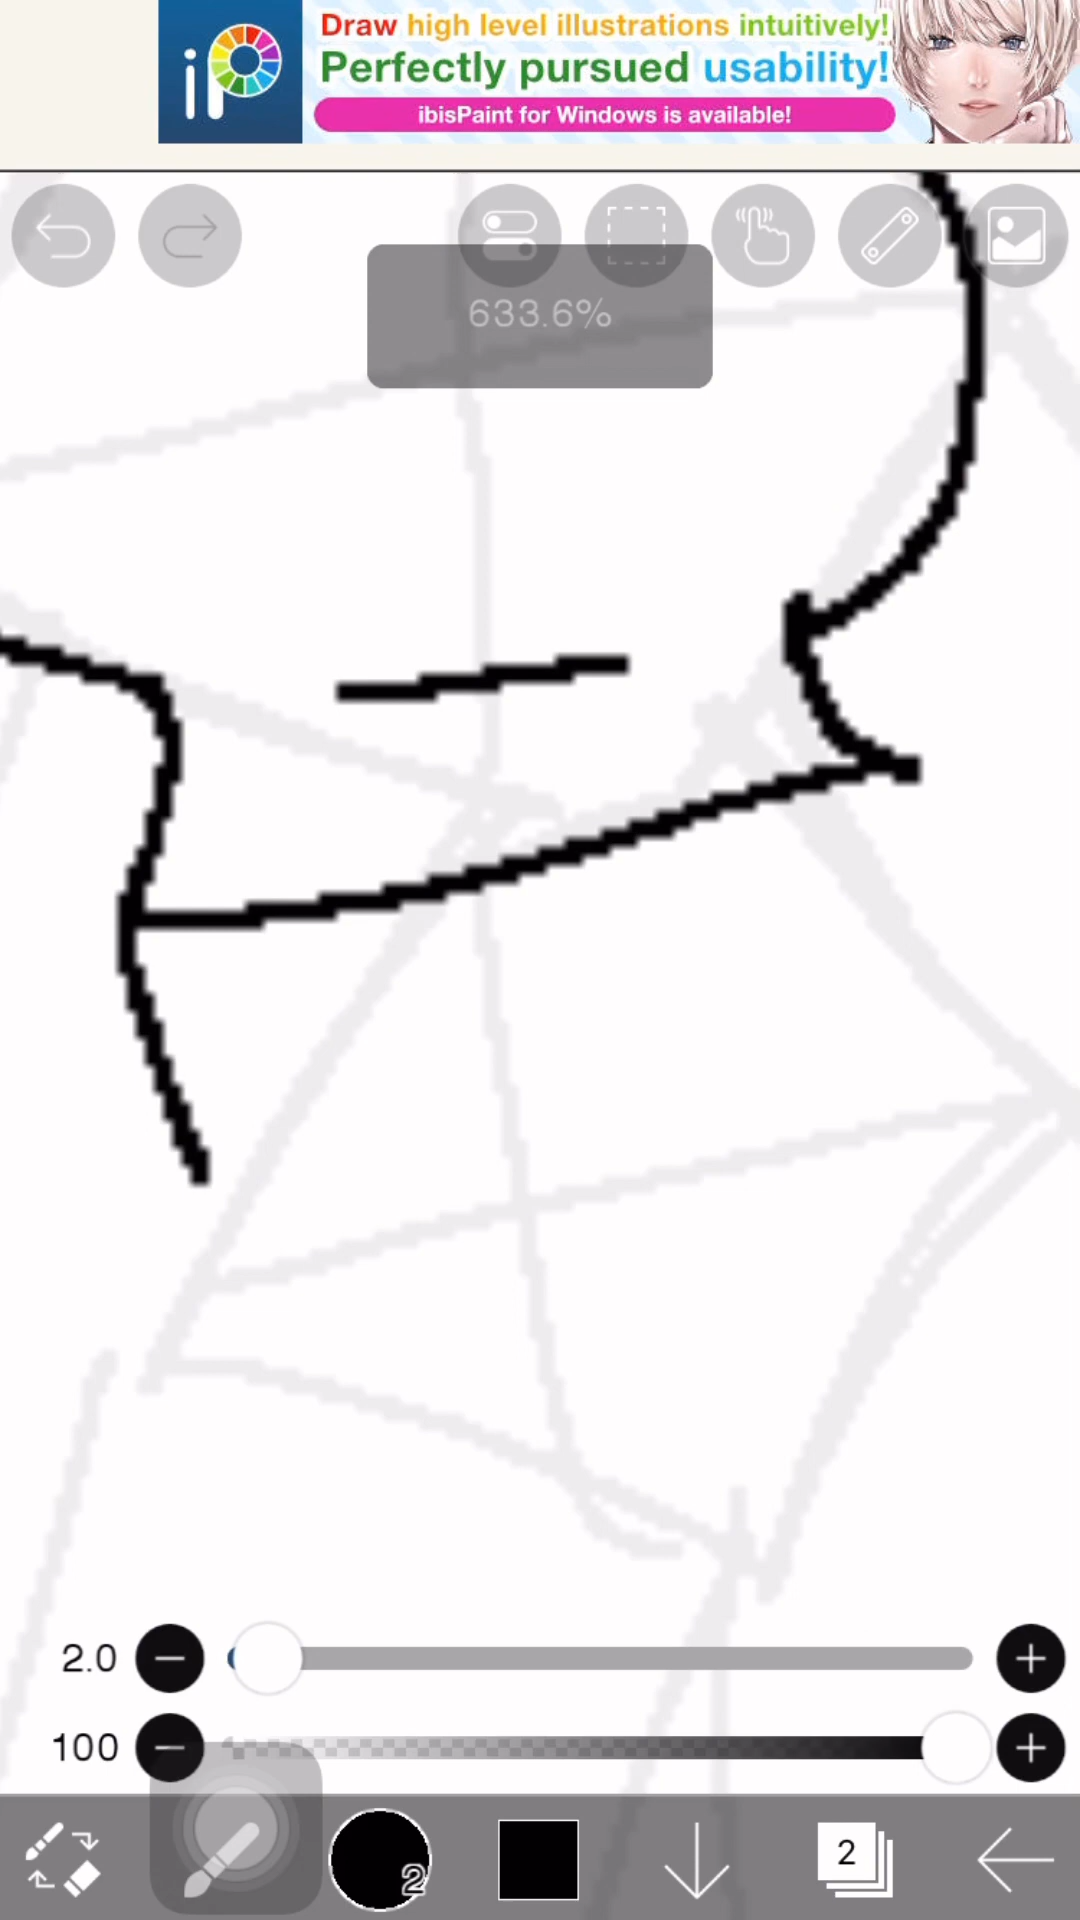 iP
Draw high level illustrations intuitively!
Perfectly pursued usability!
ibisPaint for Windows is available!
633.6%
2.0
100
2
2